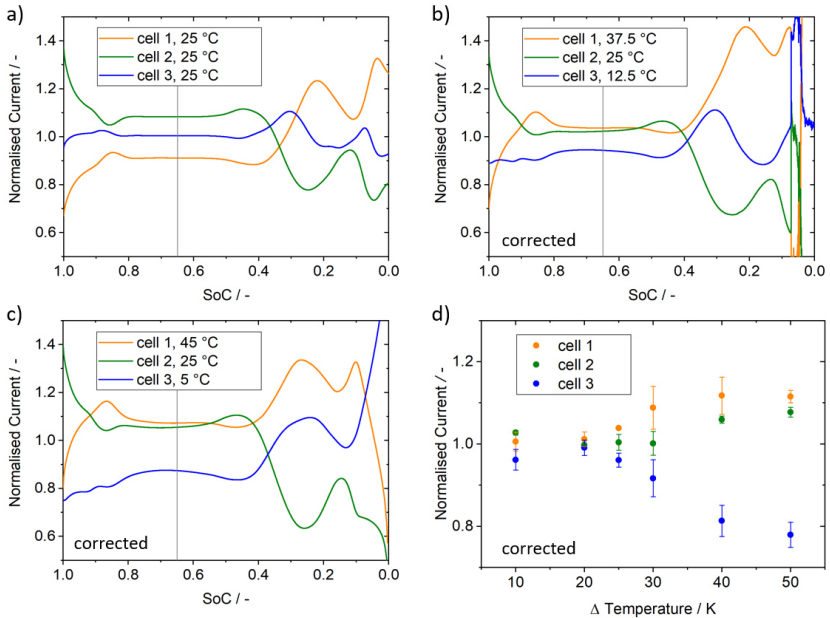 a)
cell 1, 25 °C
cell 2, 25 °C
cell 3, 25 °C
1.4
1.2
1.0
0.8
0.6
Normalised Current / -
1.0 0.8 0.6 0.4 0.2 0.0
SoC / -
b)
cell 1, 37.5 °C
cell 2, 25 °C
cell 3, 12.5 °C
1.4
1.2
1.0
0.8
0.6
Normalised Current / -
corrected
1.0 0.8 0.6 0.4 0.2 0.0
SoC / -
c)
cell 1, 45 °C
cell 2, 25 °C
cell 3, 5 °C
1.4
1.2
1.0
0.8
0.6
Normalised Current / -
corrected
1.0 0.8 0.6 0.4 0.2 0.0
SoC / -
d)
cell 1
cell 2
cell 3
1.2
1.1
1.0
0.8
Normalised Current / -
corrected
10 20 30 40 50
Δ Temperature / K